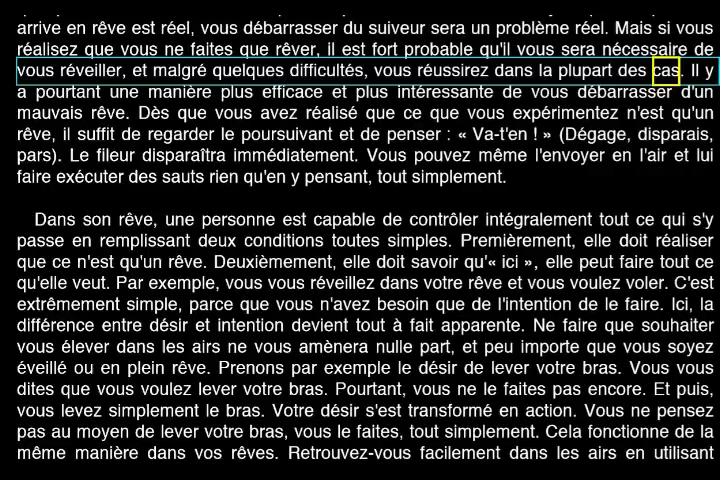 arrive en rêve est réel, vous débarrasser du suiveur sera un problème réel. Mais si vous
réalisez que vous ne faites que rêver, il est fort probable qu'il vous sera nécessaire de
vous réveiller, et malgré quelques difficultés, vous réussirez dans la plupart des cas. Il y
a pourtant une manière plus efficace et plus intéressante de vous débarrasser d'un
mauvais rêve. Dès que vous avez réalisé que ce que vous expérimentez n'est qu'un
rêve, il suffit de regarder le poursuivant et de penser : « Va-t'en ! » (Dégage, disparais,
pars). Le fileur disparaîtra immédiatement. Vous pouvez même l'envoyer en l'air et lui
faire exécuter des sauts rien qu'en y pensant, tout simplement.
Dans son rêve, une personne est capable de contrôler intégralement tout ce qui s'y
passe en remplissant deux conditions toutes simples. Premièrement, elle doit réaliser
que ce n'est qu'un rêve. Deuxièmement, elle doit savoir qu'« ici », elle peut faire tout ce
qu'elle veut. Par exemple, vous vous réveillez dans votre rêve et vous voulez voler. C'est
extrêmement simple, parce que vous n'avez besoin que de l'intention de le faire. Ici, la
différence entre désir et intention devient tout à fait apparente. Ne faire que souhaiter
vous élever dans les airs ne vous amènera nulle part, et peu importe que vous soyez
éveillé ou en plein rêve. Prenons par exemple le désir de lever votre bras. Vous vous
dites que vous voulez lever votre bras. Pourtant, vous ne le faites pas encore. Et puis,
vous levez simplement le bras. Votre désir s'est transformé en action. Vous ne pensez
pas au moyen de lever votre bras, vous le faites, tout simplement. Cela fonctionne de la
même manière dans vos rêves. Retrouvez-vous facilement dans les airs en utilisant